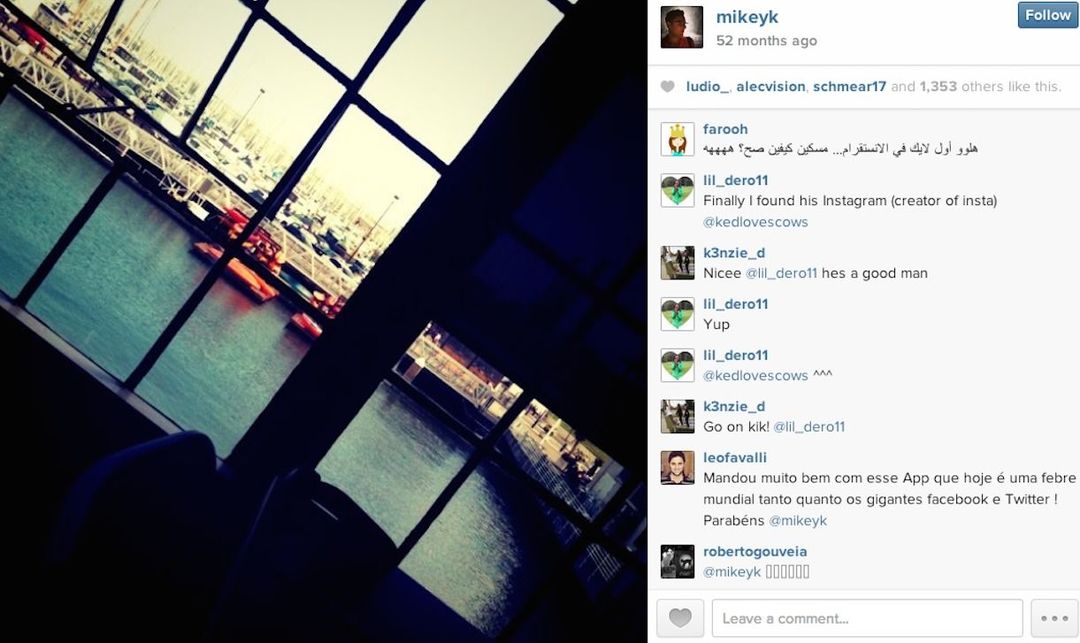 mikeyk
Follow
52 months ago
ludio_, alecvision, schmear17 and 1,353 others like this.
farooh
هلوو أول لايك في الانستقرام... مسكين كيفين صح؟ ههههه
lil_dero11
Finally I found his Instagram (creator of insta)
@kedlovescows
k3nzie_d
Nicee @lil_dero11 hes a good man
lil_dero11
Yup
lil_dero11
@kedlovescows ^^^
k3nzie_d
Go on kik! @lil_dero11
leofavalli
Mandou muito bem com esse App que hoje é uma febre
mundial tanto quanto os gigantes facebook e Twitter !
Parabéns @mikeyk
robertogouveia
@mikeyk
Leave a comment...